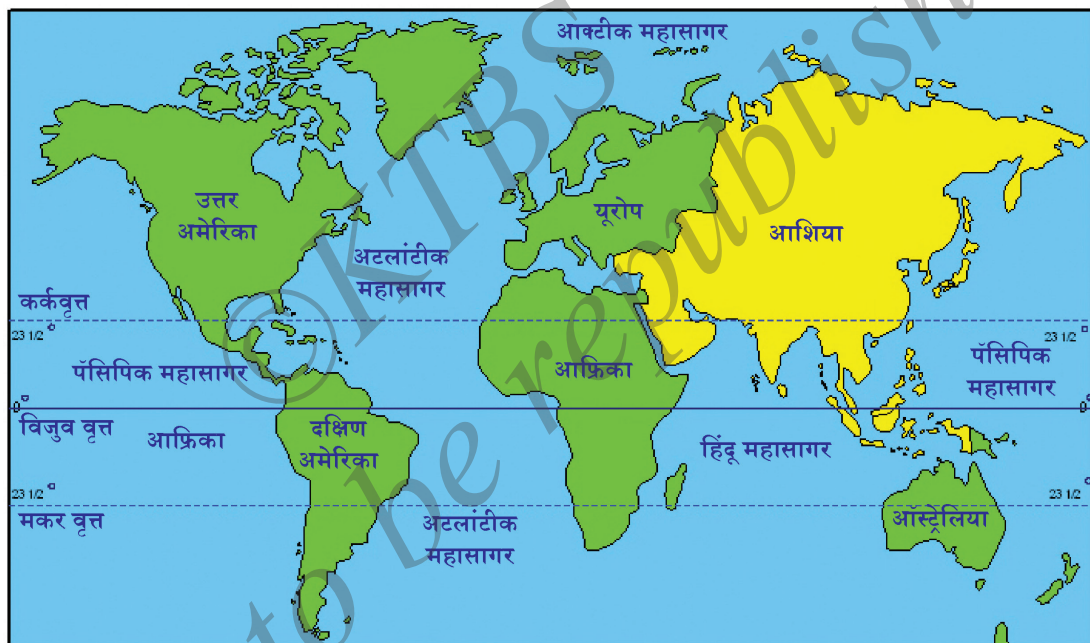 आक्टीक महासागर
उत्तर
अमेरिका
यूरोप
आशिया
अटलांटीक
महासागर
कर्कवृत्त
23 1/2 °
23 1/2 °
पॅसिपिक महासागर
आफ्रिका
पॅसिपिक
महासागर
0°
0°
विजुव वृत्त
आफ्रिका
दक्षिण
अमेरिका
हिंदू महासागर
23 1/2 °
23 1/2 °
मकर वृत्त
अटलांटीक
महासागर
ऑस्ट्रेलिया
©KTBS
to be republish